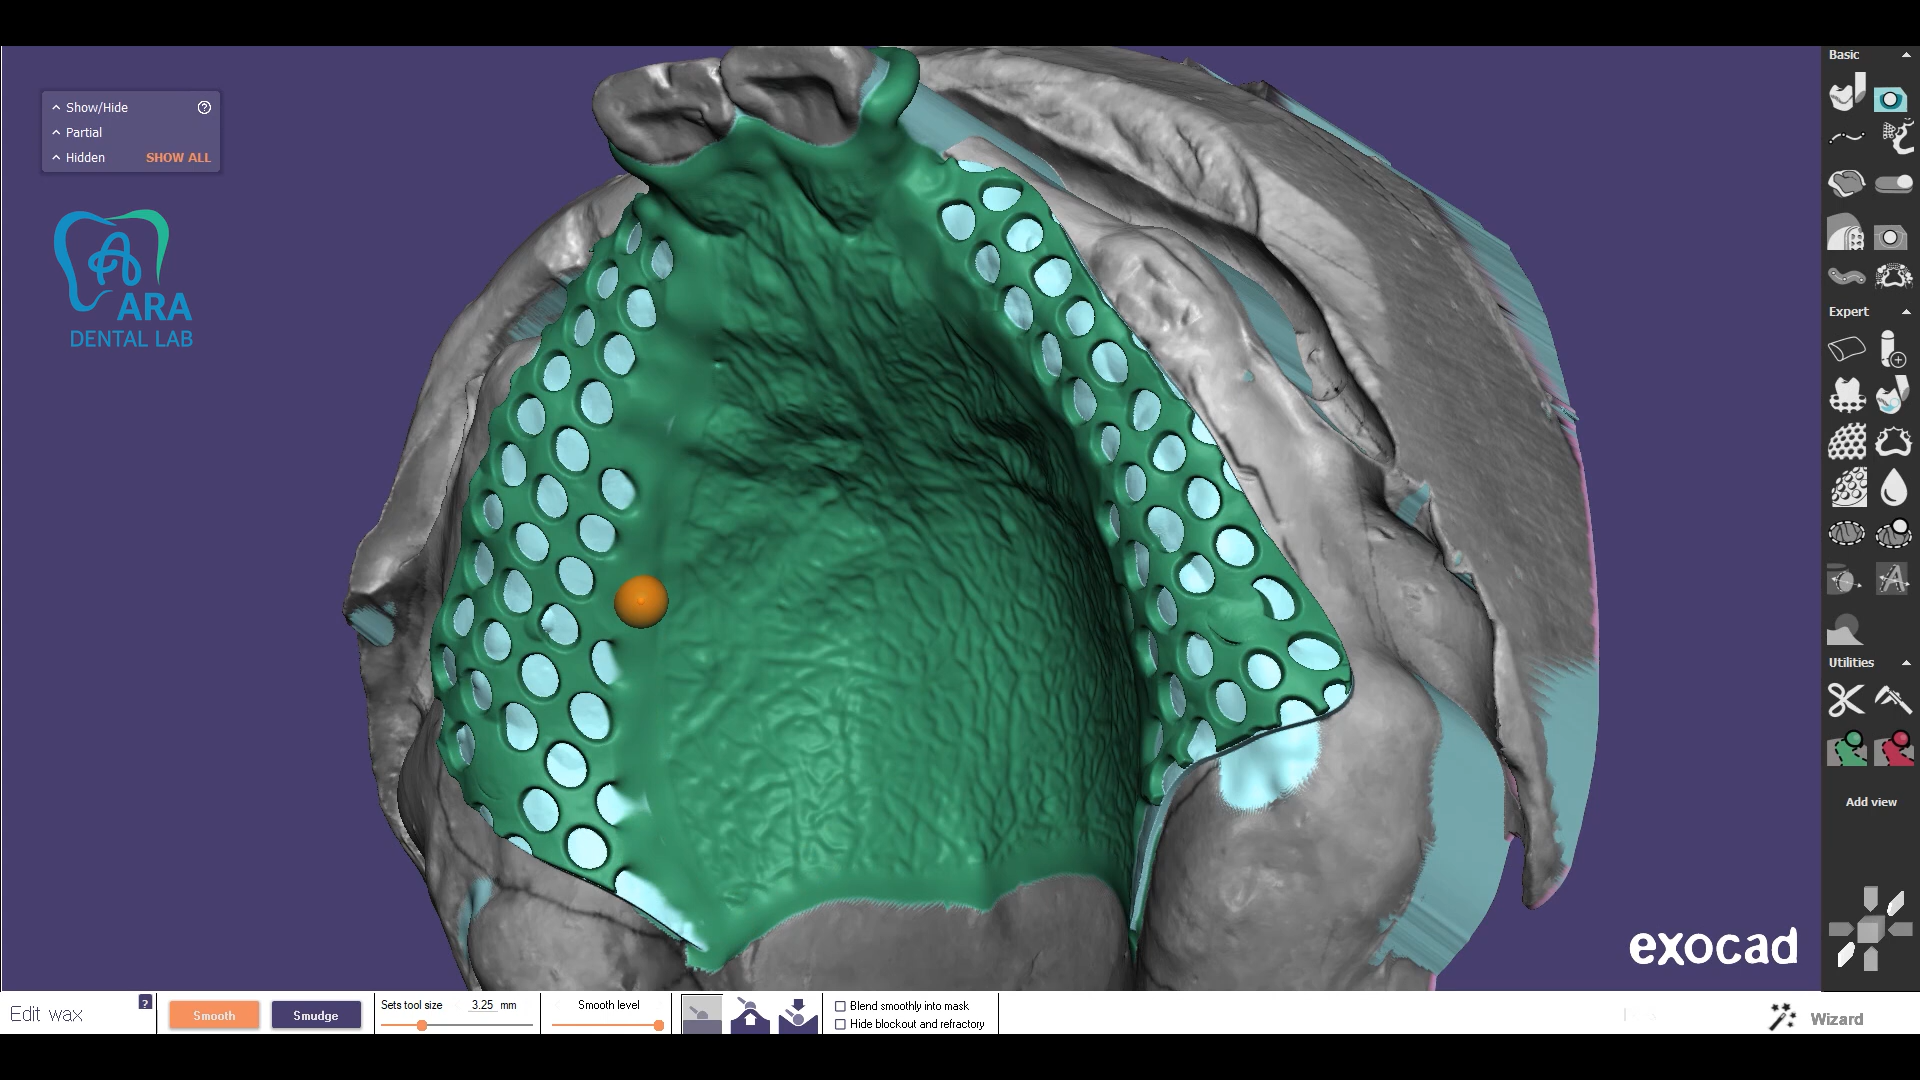 Basic
Show/Hide
Partial
Hidden SHOW ALL
ARA
DENTAL LAB
Expert
A
Utilities
Add view
exocad
Edit wax
?
Smooth
Smudge
Sets tool size 3.25 mm
Smooth level
Blend smoothly into mask
Hide blockout and refractory
Wizard